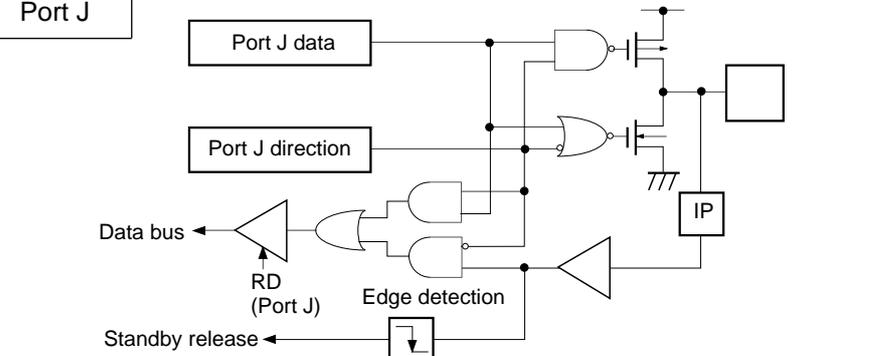 Port J
Port J data
Port J direction
IP
Data bus
RD
(Port J)
Edge detection
Standby release